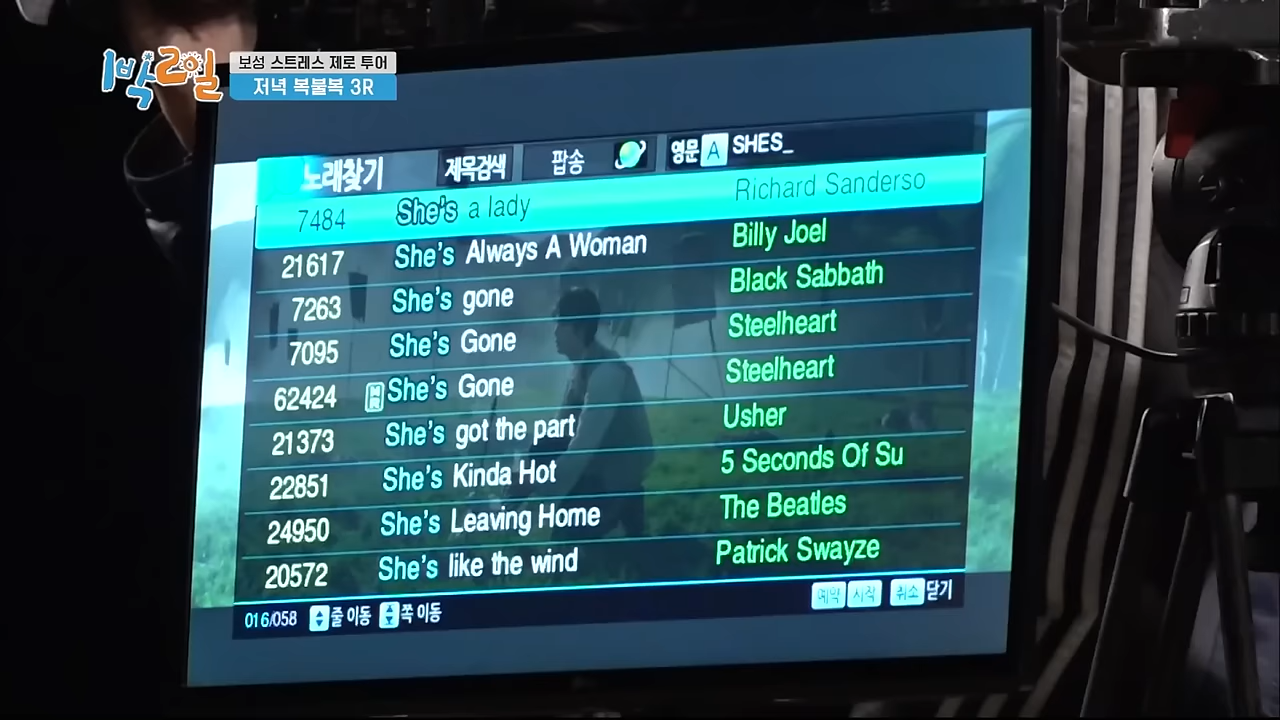 1박2일
보성 스트레스 제로 투어
저녁 복불복 3R
노래찾기 제목검색 팝송 영문 A SHES_
7484 She's a lady Richard Sanderso
21617 She's Always A Woman Billy Joel
7263 She's gone Black Sabbath
7095 She's Gone Steelheart
62424 MR She's Gone Steelheart
21373 She's got the part Usher
22851 She's Kinda Hot 5 Seconds Of Su
24950 She's Leaving Home The Beatles
20572 She's like the wind Patrick Swayze
016/058 줄 이동 쪽 이동 예약 시작 취소 닫기